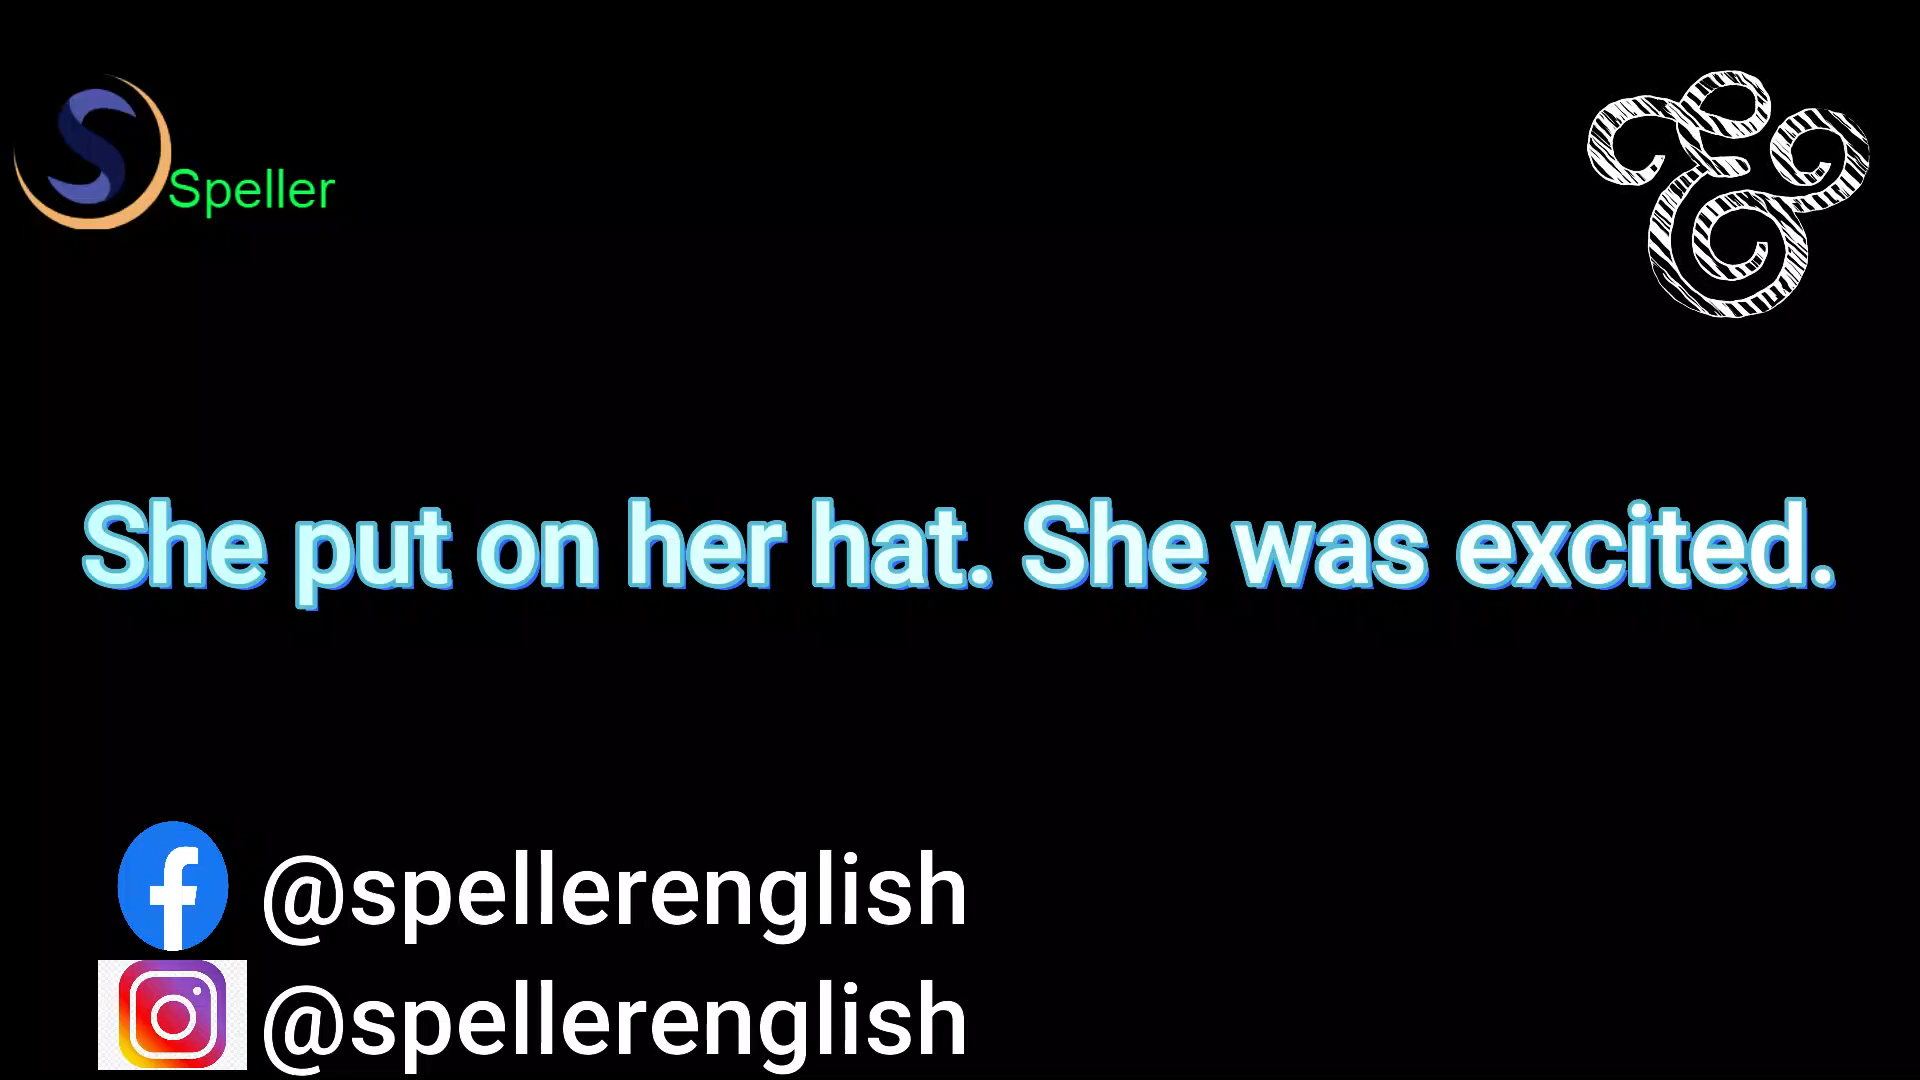 Speller
&
She put on her hat. She was excited.
@spellerenglish
@spellerenglish